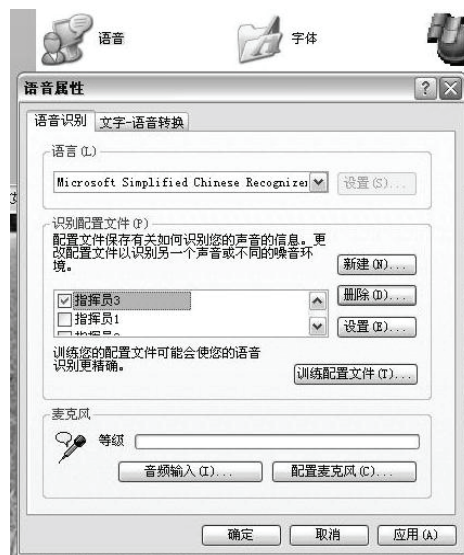 语音
字体
语音属性
语音识别 文字-语音转换
语言(L)
Microsoft Simplified Chinese Recognizer 设置(S)...
识别配置文件(P)
配置文件保存有关如何识别您的声音的信息。更
改配置文件以识别另一个声音或不同的噪音环
境。
新建(N)...
指挥员3
删除(D)...
指挥员1
设置(E)...
训练您的配置文件可能会使您的语音
识别更精确。
训练配置文件(T)...
麦克风
等级
音频输入(I)... 配置麦克风(C)...
确定 取消 应用(A)